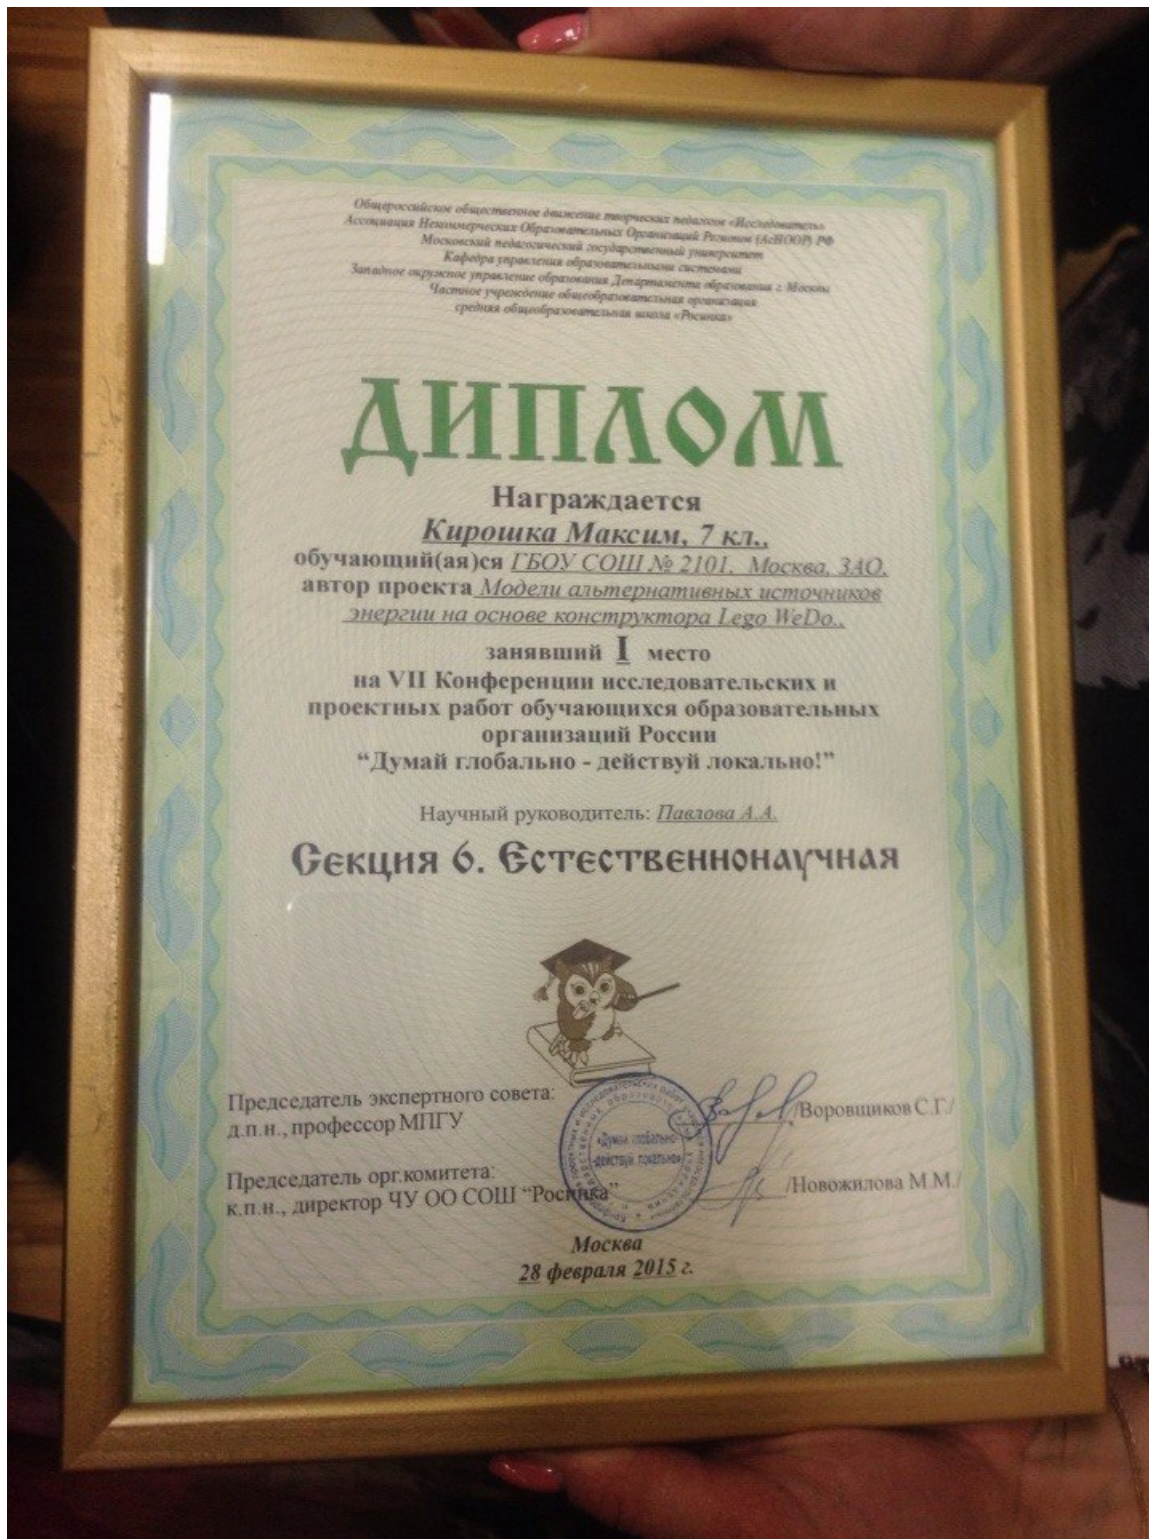 Общероссийское общественное движение творческих педагогов «Исследователь»
Ассоциация Некоммерческих Образовательных Организаций Регионов (АсНООР) РФ
Московский педагогический государственный университет
Кафедра управления образовательными системами
Западное окружное управление образования Департамента образования г. Москвы
Частное учреждение общеобразовательная организация
средняя общеобразовательная школа «Росинка»
ДИПЛОМ
Награждается
Кирошка Максим, 7 кл.,
обучающий(ая)ся ГБОУ СОШ № 2101, Москва, ЗАО,
автор проекта Модели альтернативных источников
энергии на основе конструктора Lego WeDo.,
занявший I место
на VII Конференции исследовательских и
проектных работ обучающихся образовательных
организаций России
“Думай глобально - действуй локально!”
Научный руководитель: Павлова А.А.
Секция 6. Естественнонаучная
Председатель экспертного совета:
д.п.н., профессор МПГУ
/Воровщиков С.Г./
«Думай глобально-
действуй локально»
Председатель орг.комитета:
к.п.н., директор ЧУ ОО СОШ “Росинка”
/Новожилова М.М./
Москва
28 февраля 2015 г.